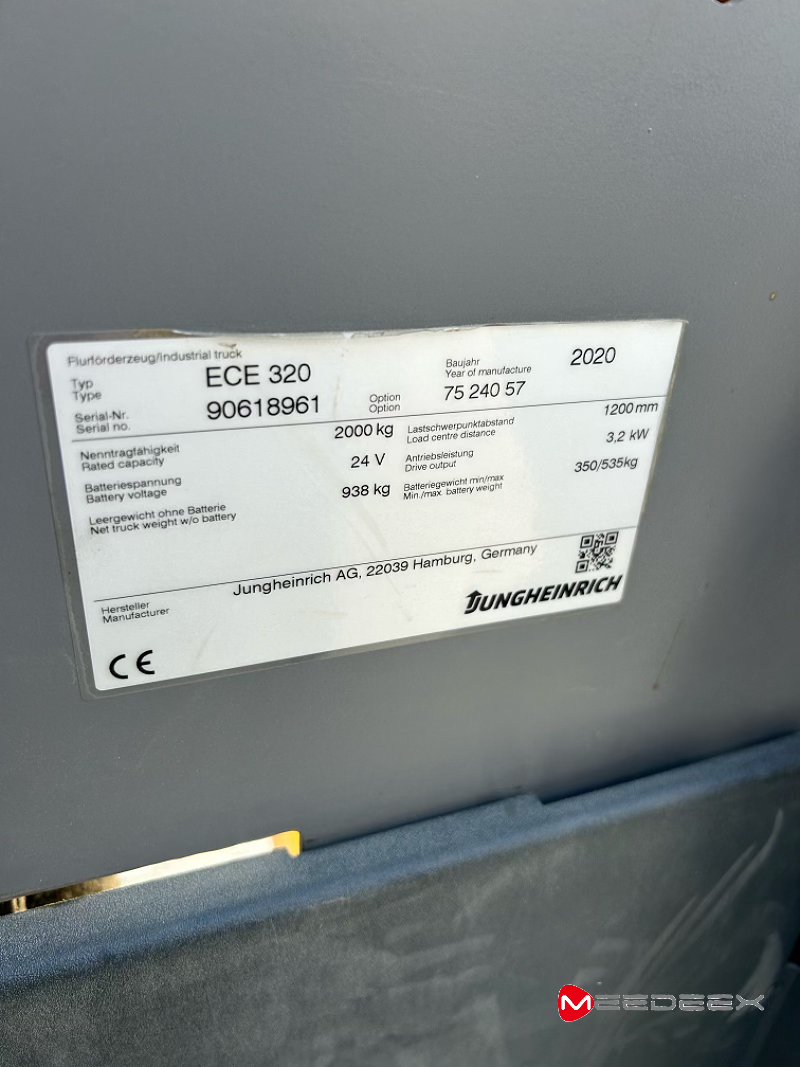 Flurförderzeug/Industrial truck
Typ
Type
ECE 320
Baujahr
Year of manufacture
2020
Serial-Nr.
Serial no.
90618961
Option
Option
75 240 57
Nenntragfähigkeit
Rated capacity
2000 kg
Lastschwerpunktabstand
Load centre distance
1200 mm
Batteriespannung
Battery voltage
24 V
Antriebsleistung
Drive output
3,2 kW
Leergewicht ohne Batterie
Net truck weight w/o battery
938 kg
Batteriegewicht min/max
Min./max. battery weight
350/535kg
Hersteller
Manufacturer
Jungheinrich AG, 22039 Hamburg, Germany
JUNGHEINRICH
CE
MEEDEEX